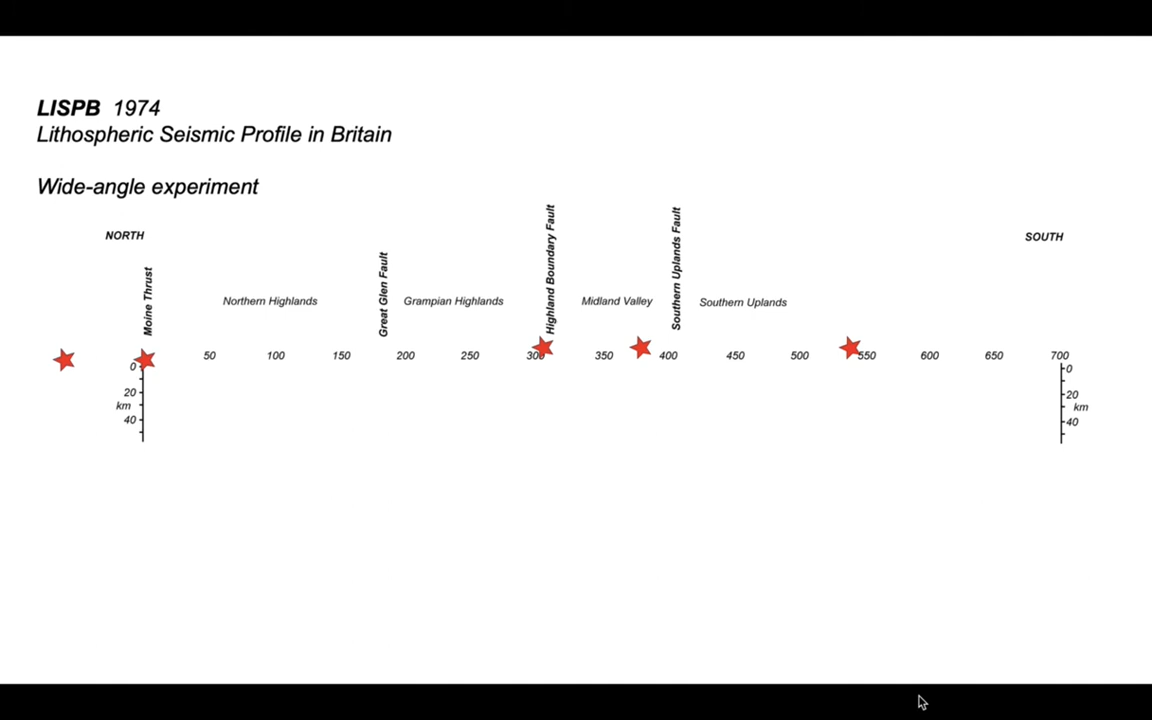 LISPB 1974
Lithospheric Seismic Profile in Britain
Wide-angle experiment
NORTH
SOUTH
Moine Thrust
Northern Highlands
Great Glen Fault
Grampian Highlands
Highland Boundary Fault
Midland Valley
Southern Uplands Fault
Southern Uplands
50 100 150 200 250 300 350 400 450 500 550 600 650 700
0
20
km
40
0
20
km
40